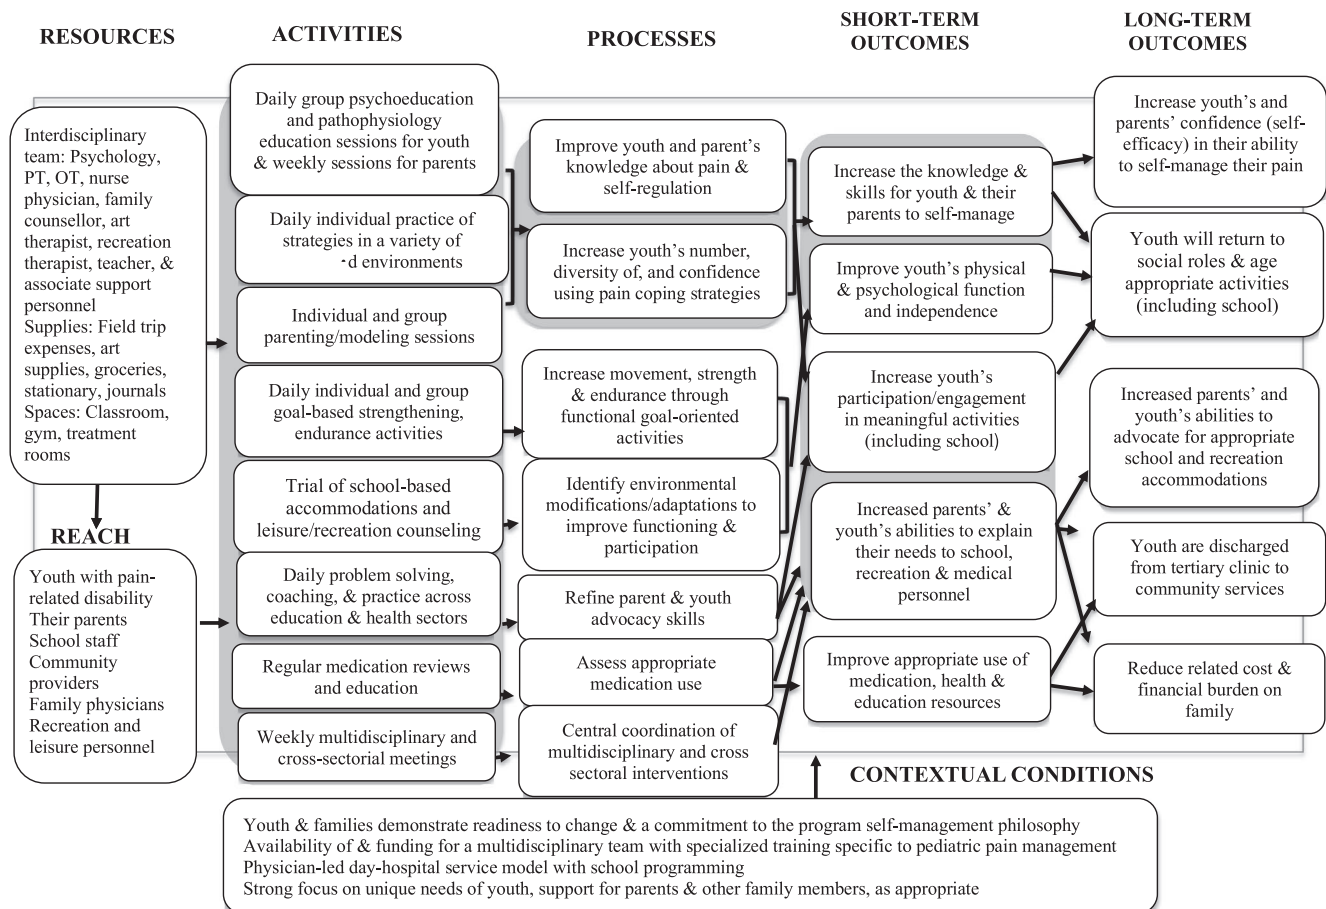 RESOURCES
ACTIVITIES
PROCESSES
SHORT-TERM
OUTCOMES
LONG-TERM
OUTCOMES
Interdisciplinary
team: Psychology,
PT, OT, nurse
physician, family
counsellor, art
therapist, recreation
therapist, teacher, &
associate support
personnel
Supplies: Field trip
expenses, art
supplies, groceries,
stationary, journals
Spaces: Classroom,
gym, treatment
rooms
REACH
Youth with pain-
related disability
Their parents
School staff
Community
providers
Family physicians
Recreation and
leisure personnel
Daily group psychoeducation
and pathophysiology
education sessions for youth
& weekly sessions for parents
Daily individual practice of
strategies in a variety of
environments
Individual and group
parenting/modeling sessions
Daily individual and group
goal-based strengthening,
endurance activities
Trial of school-based
accommodations and
leisure/recreation counseling
Daily problem solving,
coaching, & practice across
education & health sectors
Regular medication reviews
and education
Weekly multidisciplinary and
cross-sectorial meetings
Improve youth and parent's
knowledge about pain
& self-regulation
Increase youth's number,
diversity of, and confidence
using pain coping strategies
Increase movement, strength
& endurance through
functional goal-oriented
activities
Identify environmental
modifications/adaptations to
improve functioning &
participation
Refine parent & youth
advocacy skills
Assess appropriate
medication use
Central coordination of
multidisciplinary and cross
sectoral interventions
Increase the knowledge &
skills for youth & their
parents to self-manage
Improve youth's physical
& psychological function
and independence
Increase youth's
participation/engagement
in meaningful activities
(including school)
Increased parents' &
youth's abilities to explain
their needs to school,
recreation & medical
personnel
Improve appropriate use of
medication, health &
education resources
Increase youth's and
parents' confidence (self-
efficacy) in their ability
to self-manage their pain
Youth will return to
social roles & age
appropriate activities
(including school)
Increased parents' and
youth's abilities to
advocate for appropriate
school and recreation
accommodations
Youth are discharged
from tertiary clinic to
community services
Reduce related cost &
financial burden on
family
CONTEXTUAL CONDITIONS
Youth & families demonstrate readiness to change & a commitment to the program self-management philosophy
Availability of & funding for a multidisciplinary team with specialized training specific to pediatric pain management
Physician-led day-hospital service model with school programming
Strong focus on unique needs of youth, support for parents & other family members, as appropriate